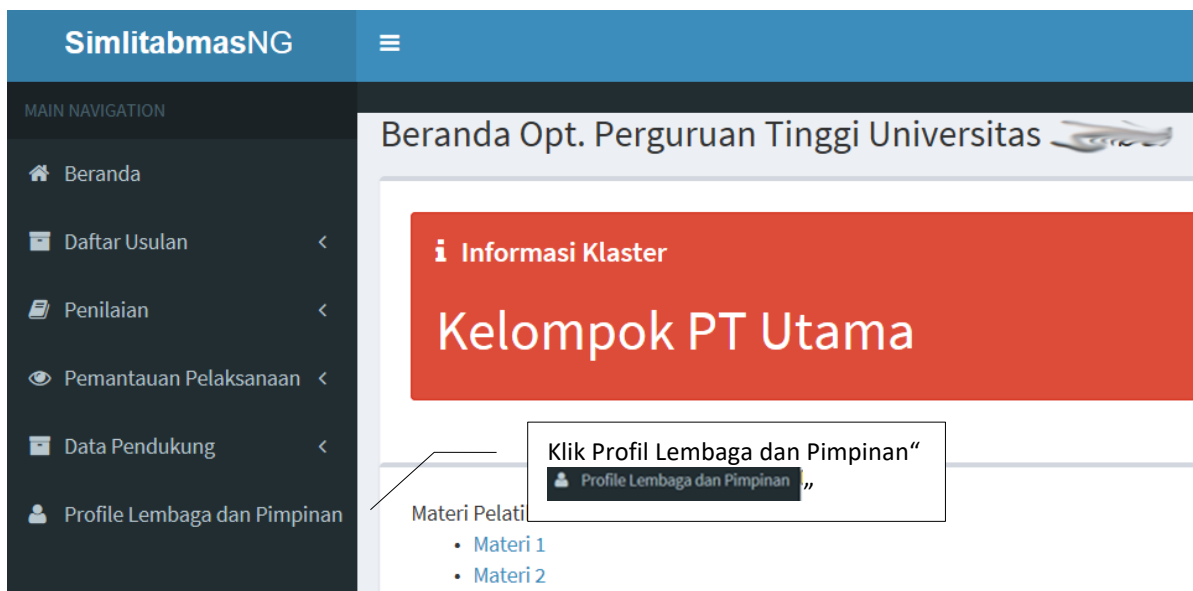 SimlitabmasNG
MAIN NAVIGATION
Beranda
Daftar Usulan
Penilaian
Pemantauan Pelaksanaan
Data Pendukung
Profile Lembaga dan Pimpinan
Beranda Opt. Perguruan Tinggi Universitas
Informasi Klaster
Kelompok PT Utama
Klik Profil Lembaga dan Pimpinan“
Profile Lembaga dan Pimpinan „
Materi Pelati
• Materi 1
• Materi 2